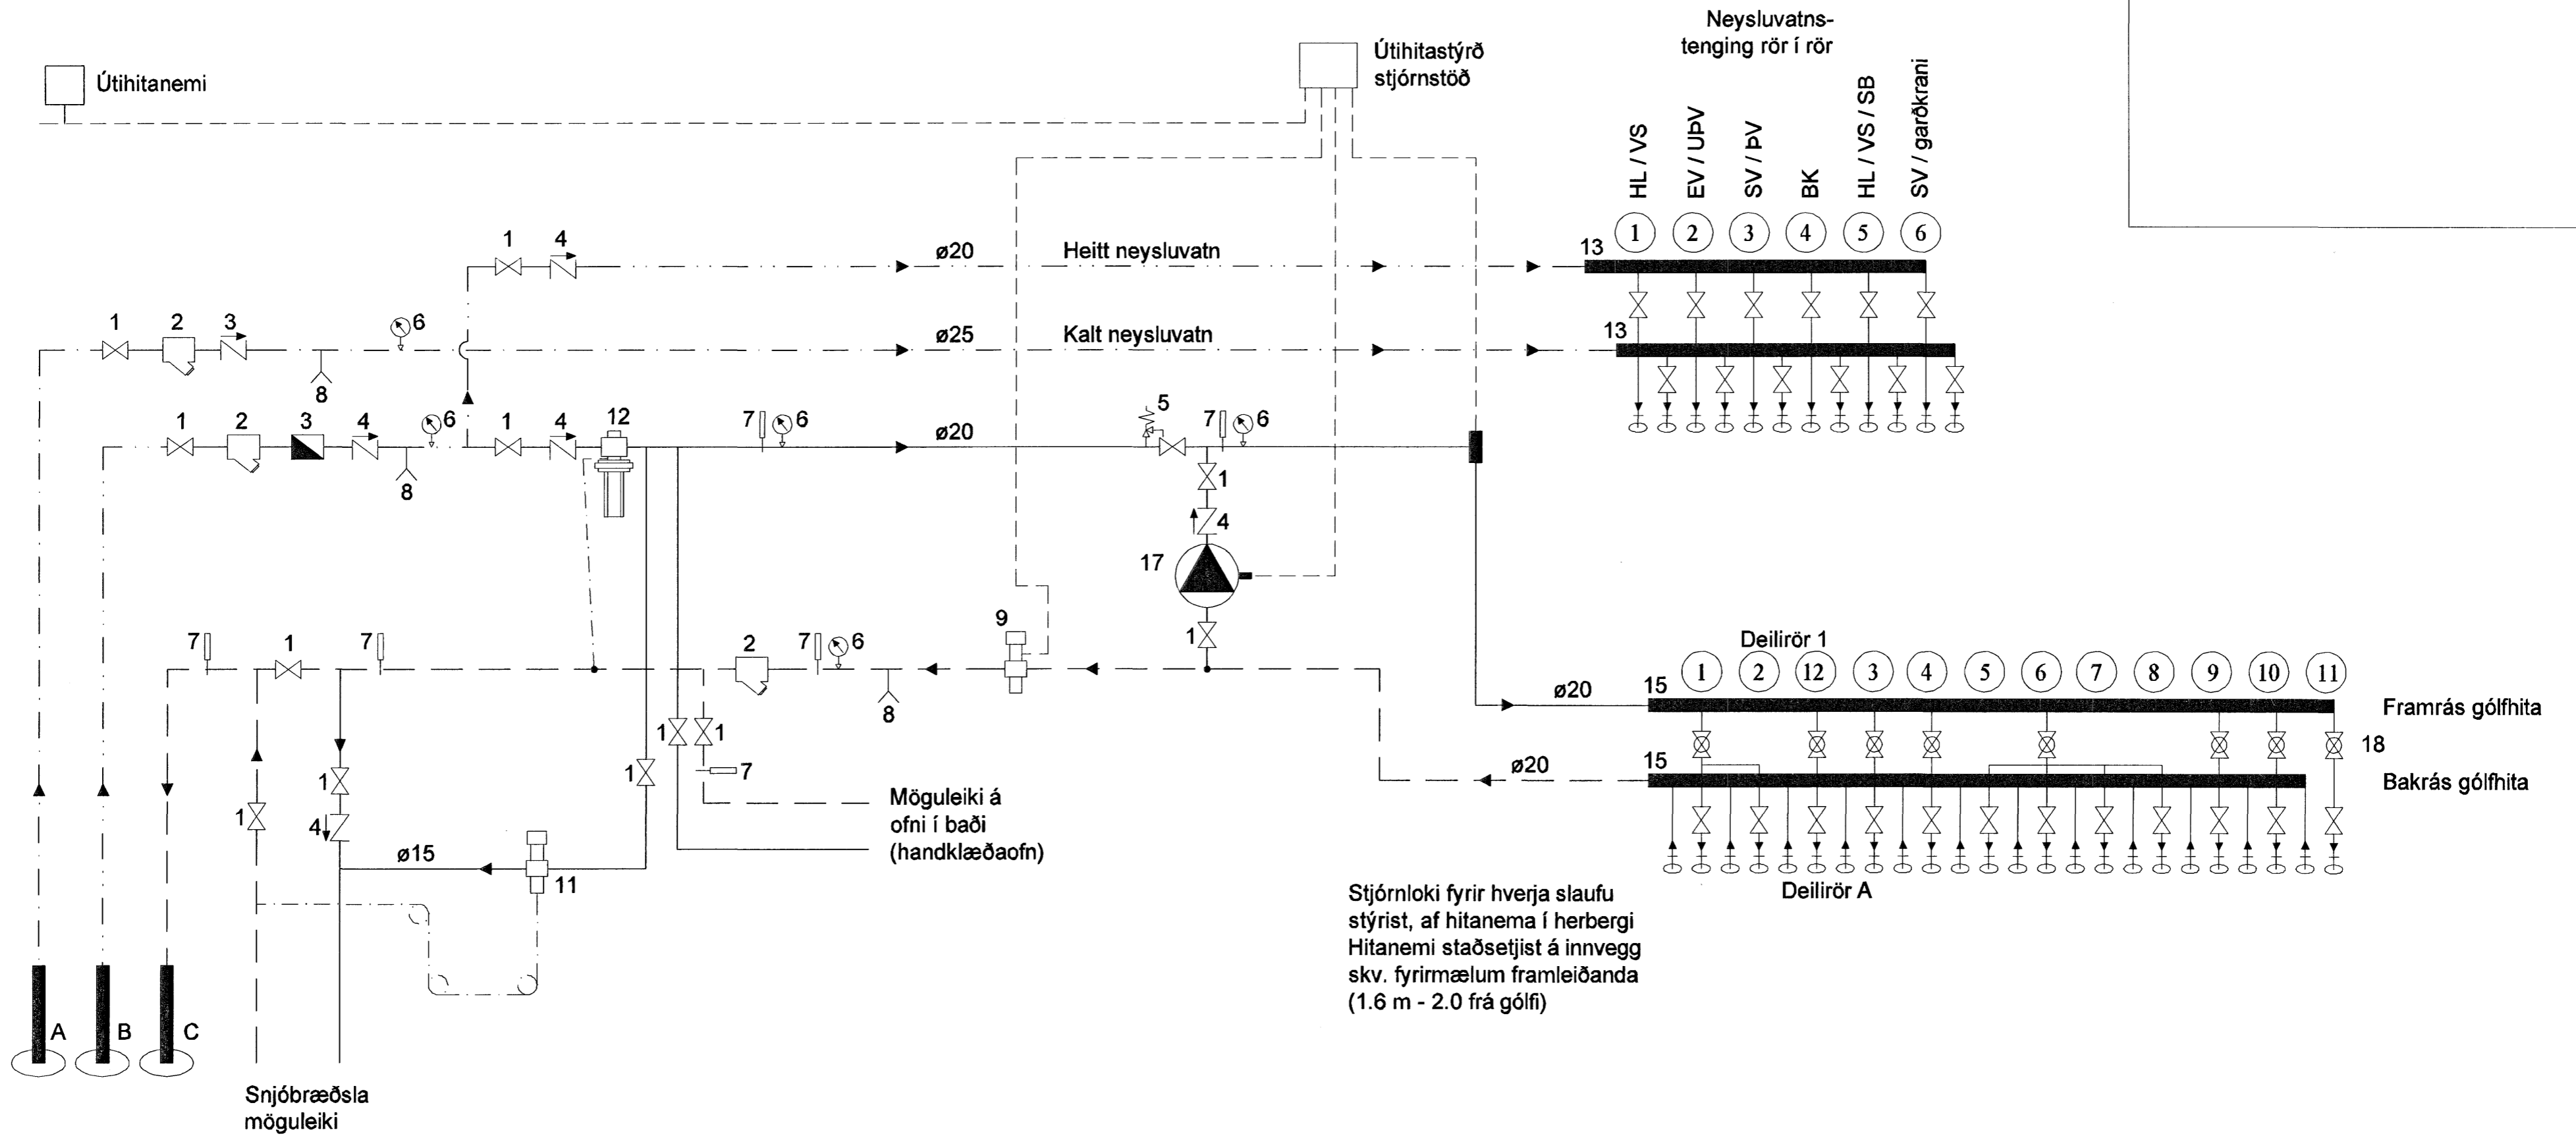 Neysluvatns-
tenging rör í rör
Útihitanemi
Útihitastýrð
stjórnstöð
HL / VS
EV / UÞV
SV / ÞV
BK
HL / VS / SB
SV / garðkrani
1 2 3 4 5 6
1 4 ø20 Heitt neysluvatn 13
1 2 3 6 ø25 Kalt neysluvatn 13
8
1 2 3 4 6 1 4 12 7 6 ø20 5 7 6
8
1
4
17
9
1
7 1 7 2 7 6
8
Deilirör 1
1 2 12 3 4 5 6 7 8 9 10 11
ø20 15 Framrás gólfhita
1 1
18
ø20 15 Bakrás gólfhita
1 1 7
1 4
Möguleiki á
ofni í baði
(handklæðaofn)
ø15
11
Deilirör A
Stjórnloki fyrir hverja slaufu
stýrist, af hitanema í herbergi
Hitanemi staðsetjist á innvegg
skv. fyrirmælum framleiðanda
(1.6 m - 2.0 frá gólfi)
A B C
Snjóbræðsla
möguleiki